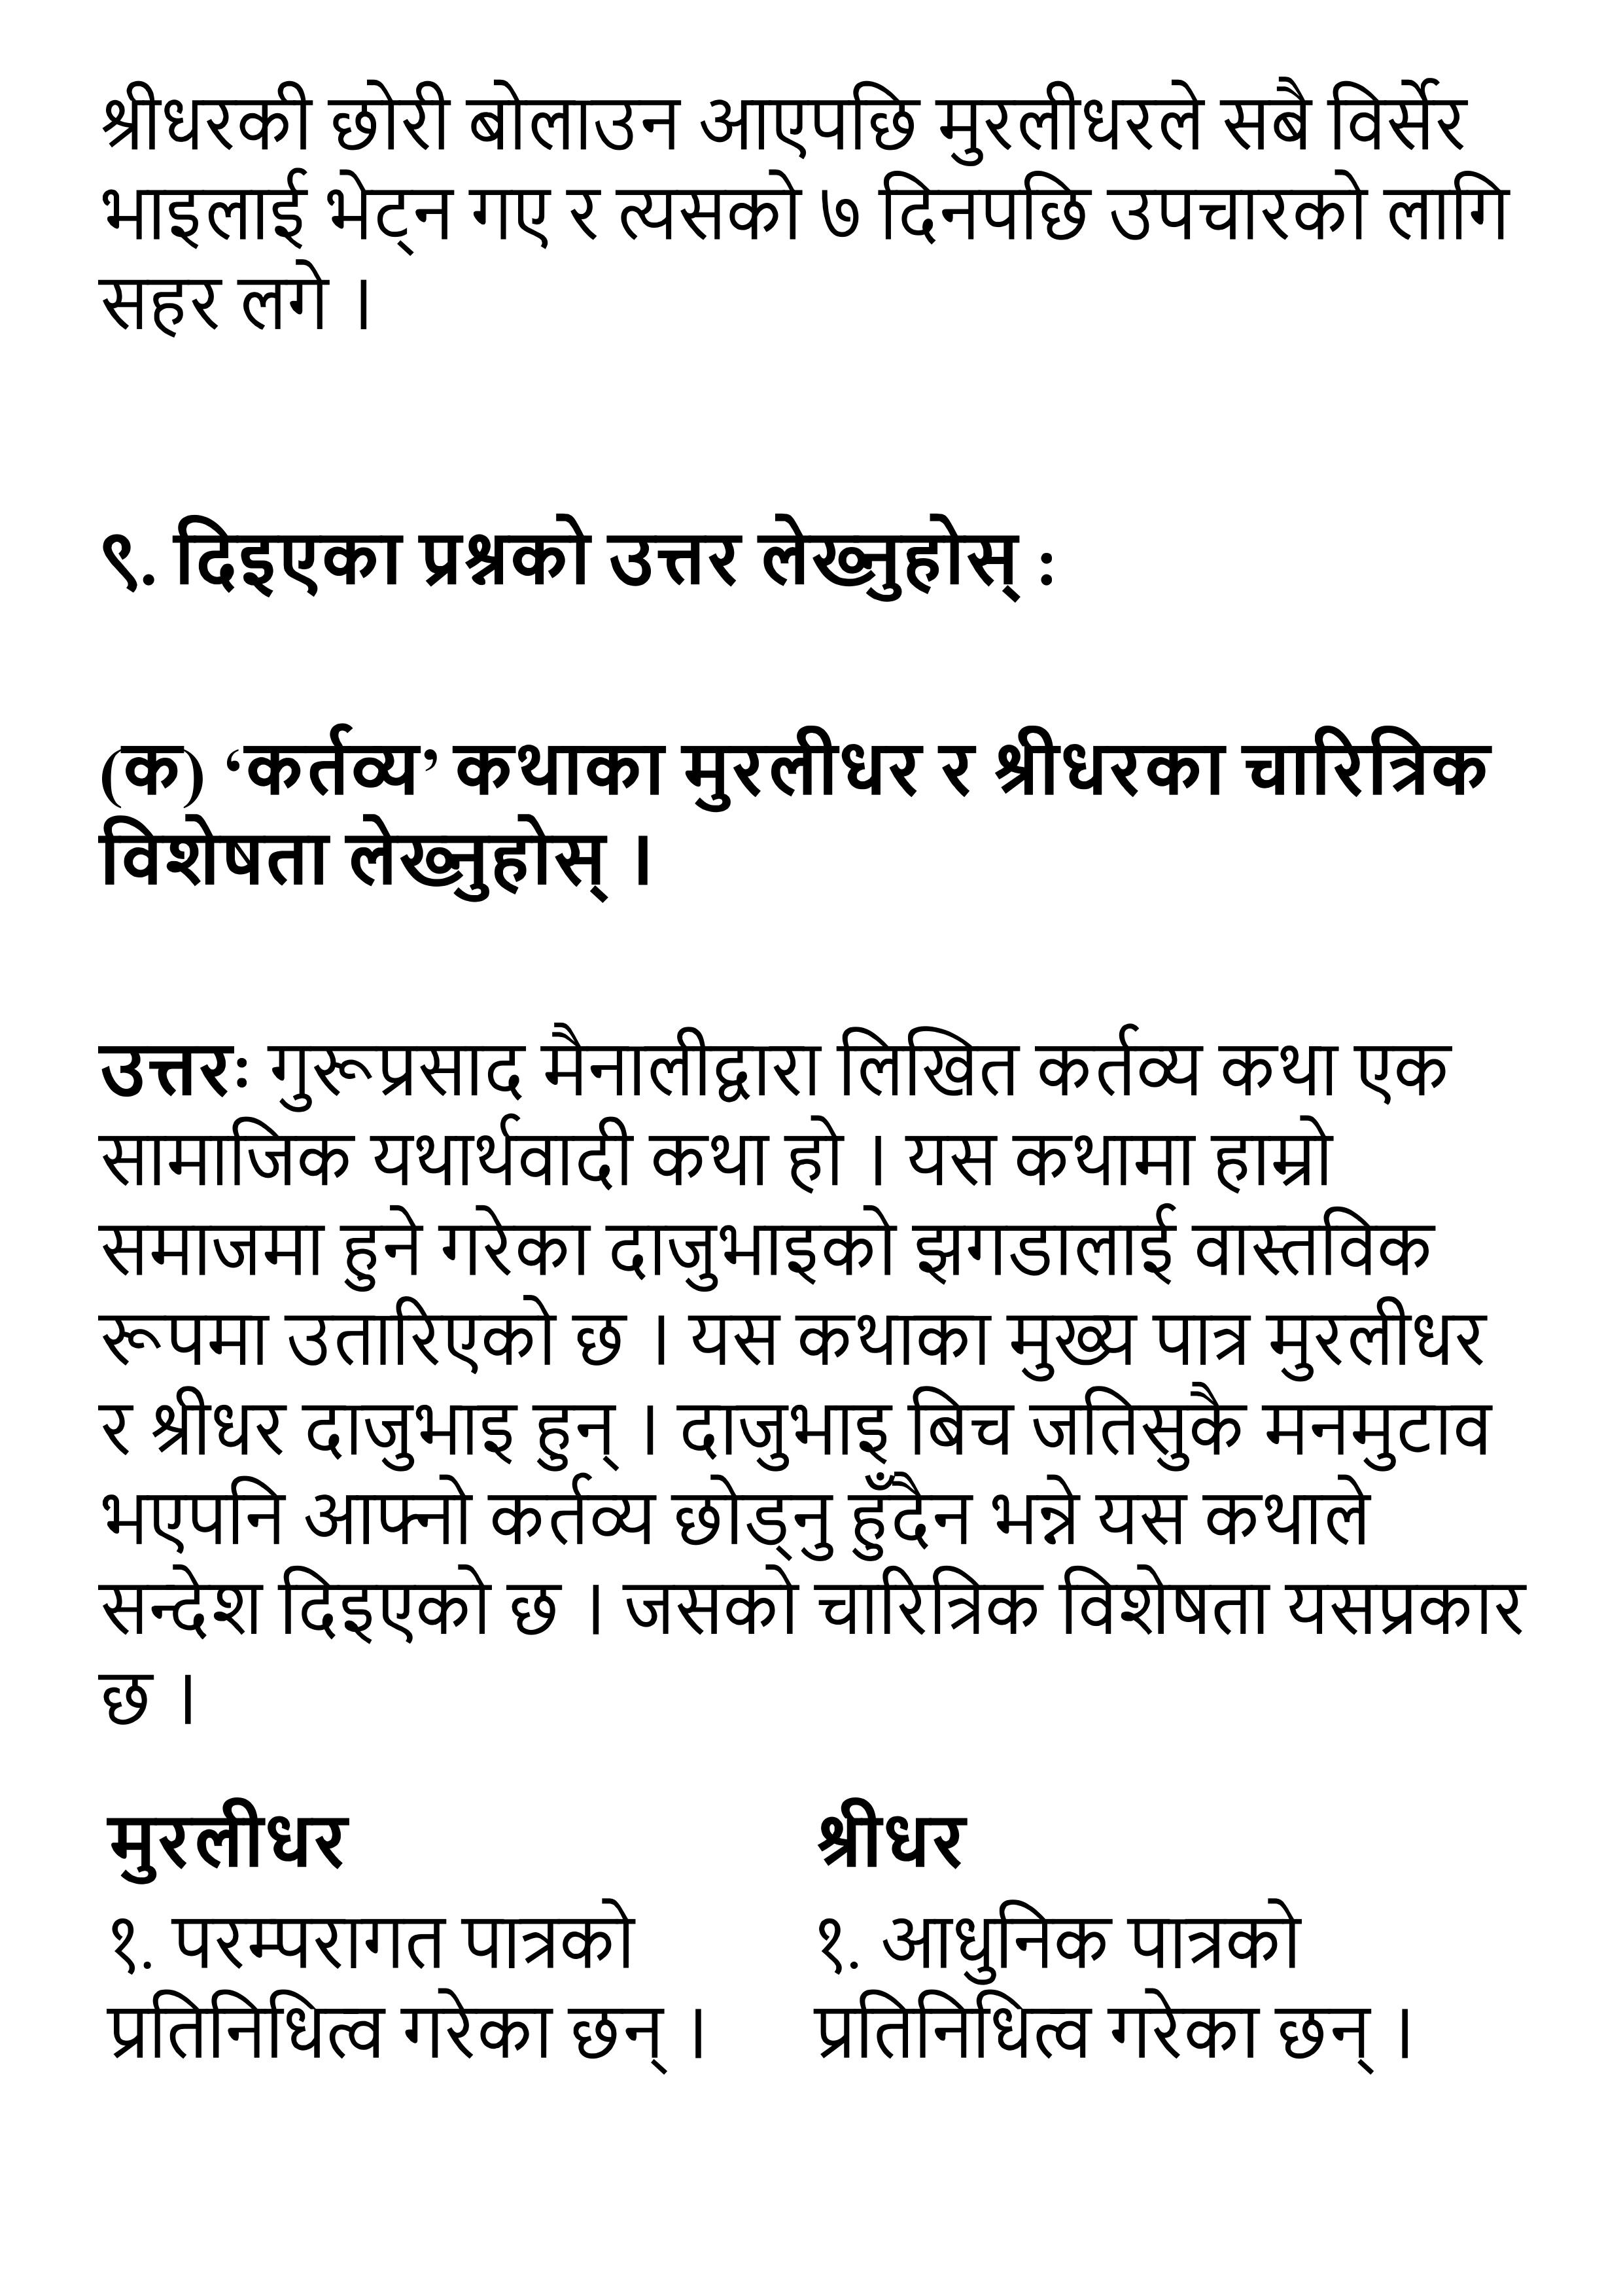 श्रीधरकी छोरी बोलाउन आएपछि मुरलीधरले सबै विर्सेर
भाइलाई भेट्न गए र त्यसको ७ दिनपछि उपचारको लागि
सहर लगे ।
९. दिइएका प्रश्नको उत्तर लेख्नुहोस् :
(क) ‘कर्तव्य’ कथाका मुरलीधर र श्रीधरका चारित्रिक
विशेषता लेख्नुहोस् ।
उत्तरः गुरूप्रसाद मैनालीद्वारा लिखित कर्तव्य कथा एक
सामाजिक यथार्थवादी कथा हो । यस कथामा हाम्रो
समाजमा हुने गरेका दाजुभाइको झगडालाई वास्तविक
रूपमा उतारिएको छ । यस कथाका मुख्य पात्र मुरलीधर
र श्रीधर दाजुभाइ हुन् । दाजुभाइ बिच जतिसुकै मनमुटाव
भएपनि आफ्नो कर्तव्य छोड्नु हुँदैन भन्ने यस कथाले
सन्देश दिइएको छ । जसको चारित्रिक विशेषता यसप्रकार
छ ।
मुरलीधर
१. परम्परागत पात्रको
प्रतिनिधित्व गरेका छन् ।
श्रीधर
१. आधुनिक पात्रको
प्रतिनिधित्व गरेका छन् ।